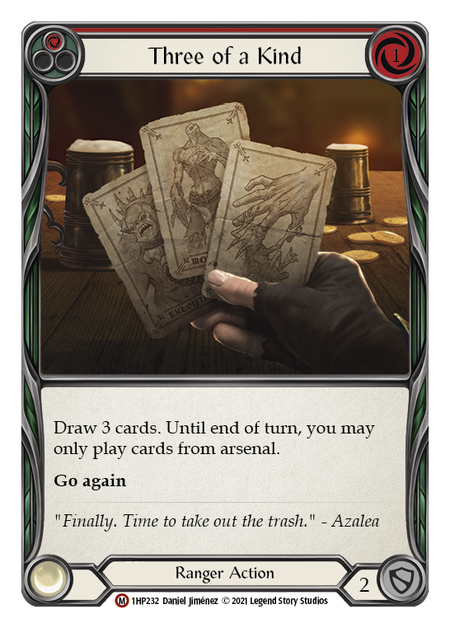 Three of a Kind
1
Draw 3 cards. Until end of turn, you may
only play cards from arsenal.
Go again
"Finally. Time to take out the trash." - Azalea
Ranger Action
2
M 1HP232 Daniel Jiménez © 2021 Legend Story Studios